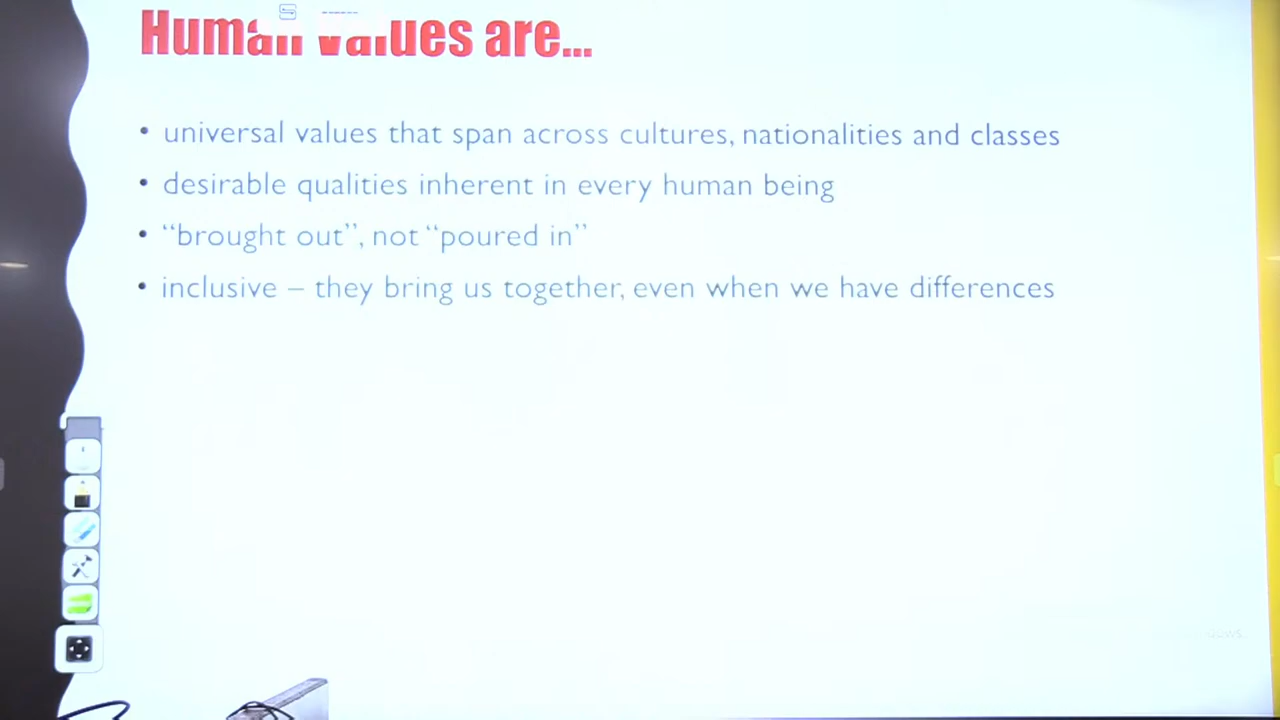 Human values are...
• universal values that span across cultures, nationalities and classes
• desirable qualities inherent in every human being
• “brought out”, not “poured in”
• inclusive – they bring us together, even when we have differences